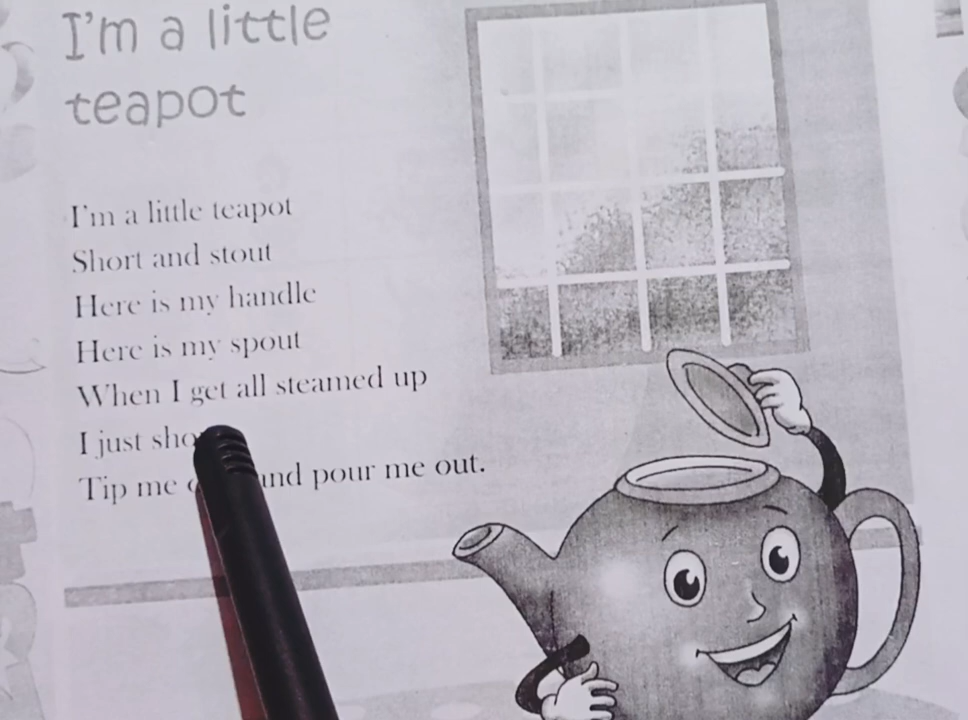 I'm a little
teapot
I'm a little teapot
Short and stout
Here is my handle
Here is my spout
When I get all steamed up
I just
Tip me and pour me out.